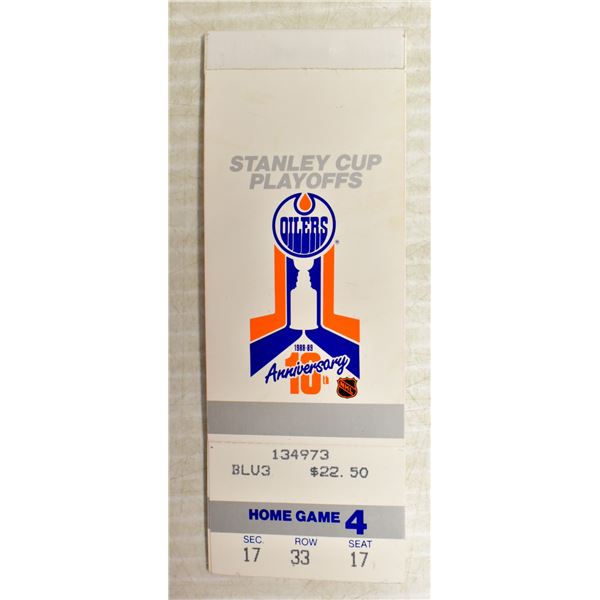 STANLEY CUP
PLAYOFFS
OILERS
®
1988-89
10th
Anniversary
NHL
134973
BLU3 $22.50
HOME GAME 4
SEC. ROW SEAT
17 33 17